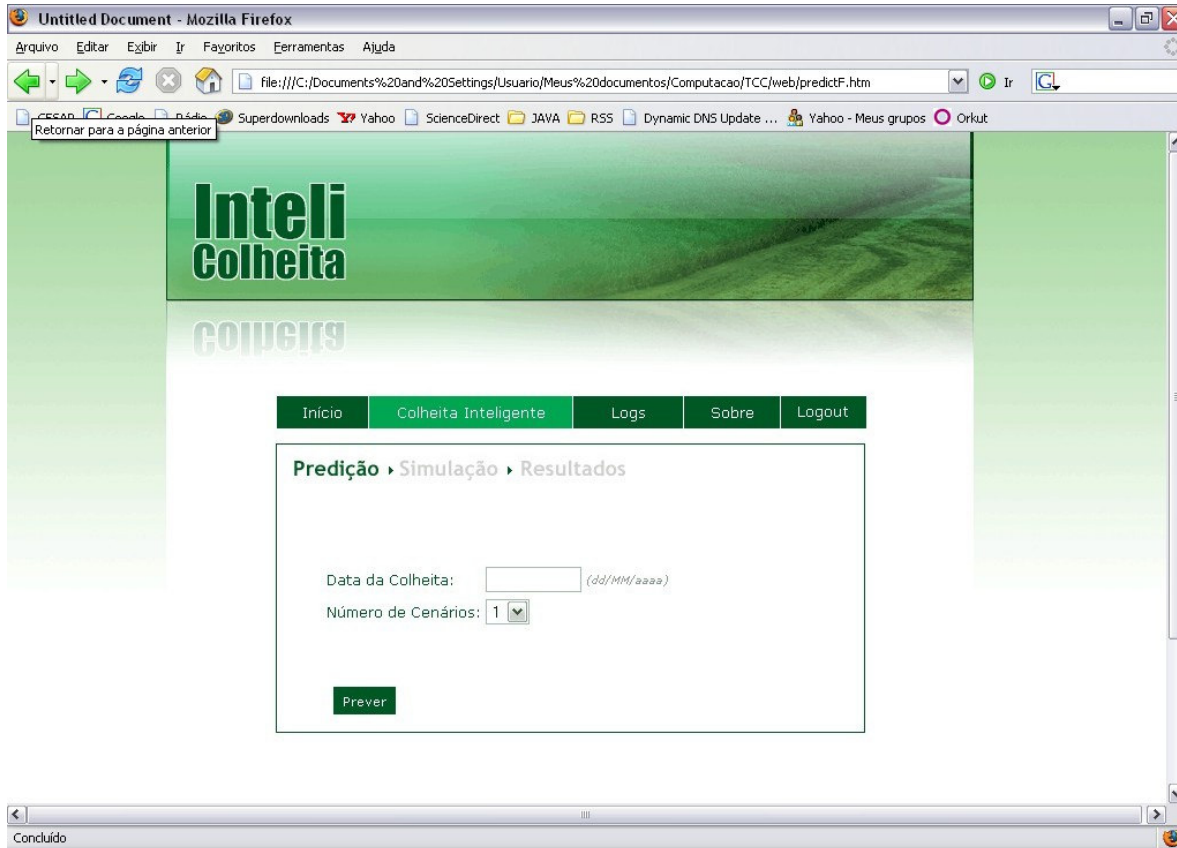 Untitled Document - Mozilla Firefox
Arquivo Editar Exibir Ir Favoritos Ferramentas Ajuda
file:///C:/Documents%20and%20Settings/Usuario/Meus%20documentos/Computacao/TCC/web/predictF.htm Ir G
CESAR Google Rádio Superdownloads Yahoo ScienceDirect JAVA RSS Dynamic DNS Update ... Yahoo - Meus grupos Orkut
Retornar para a página anterior
Inteli
Colheita
Início Colheita Inteligente Logs Sobre Logout
Predição Simulação Resultados
Data da Colheita: (dd/MM/aaaa)
Número de Cenários: 1
Prever
Concluído